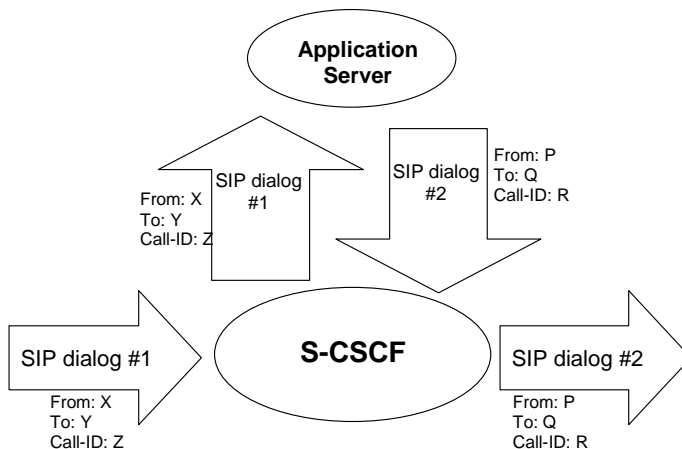 Application
Server
SIP dialog
#1
From: X
To: Y
Call-ID: Z
SIP dialog
#2
From: P
To: Q
Call-ID: R
S-CSCF
SIP dialog #1
From: X
To: Y
Call-ID: Z
SIP dialog #2
From: P
To: Q
Call-ID: R